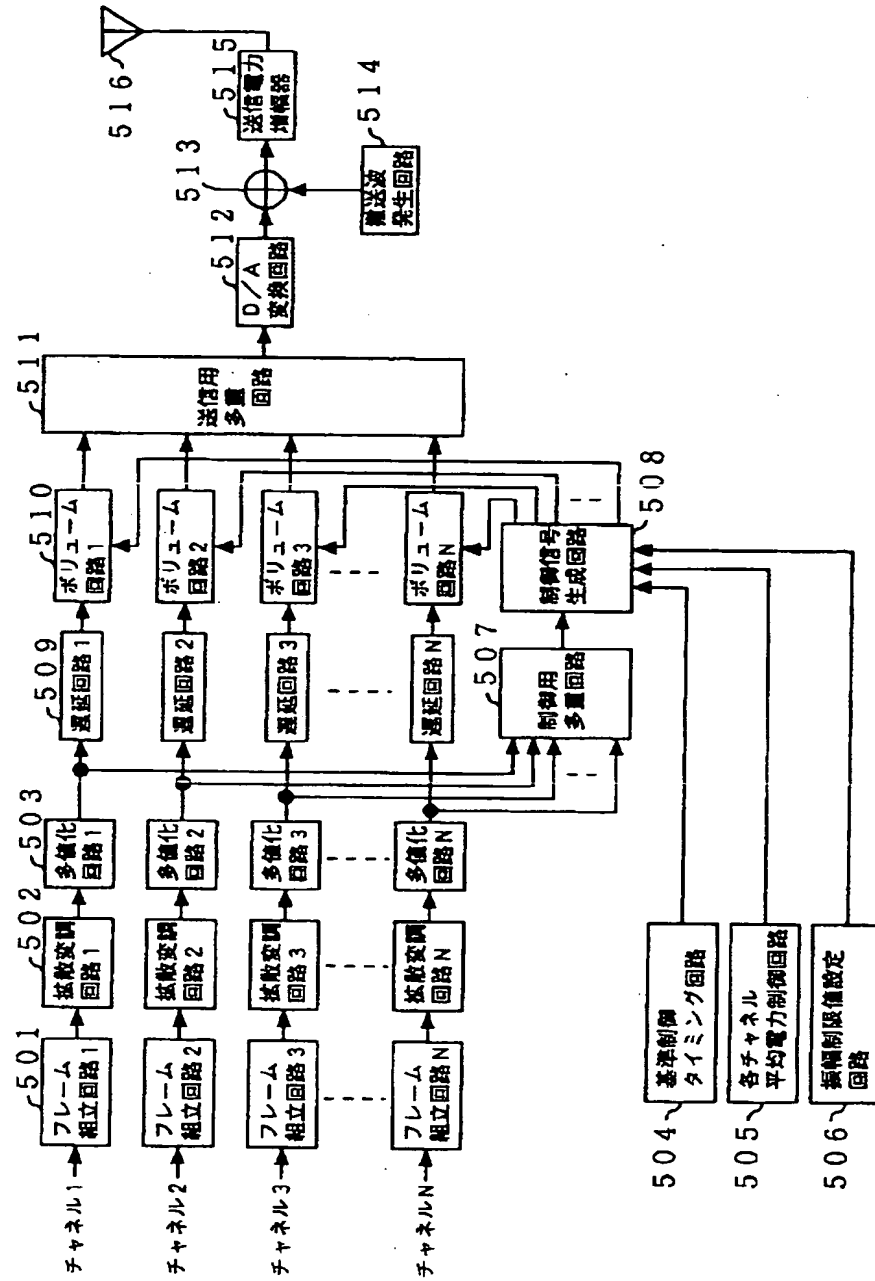 チャネル1
501
フレーム
組立回路1
502
拡散変調
回路1
503
多値化
回路1
509
遅延回路1
510
ボリューム
回路1
511
送信用
多重
回路
512
D/A
変換回路
513
514
搬送波
発生回路
515
送信電力
増幅器
516
チャネル2
フレーム
組立回路2
拡散変調
回路2
多値化
回路2
遅延回路2
ボリューム
回路2
チャネル3
フレーム
組立回路3
拡散変調
回路3
多値化
回路3
遅延回路3
ボリューム
回路3
チャネルN
フレーム
組立回路N
拡散変調
回路N
多値化
回路N
遅延回路N
ボリューム
回路N
507
制御用
多重回路
508
制御信号
生成回路
504
基準制御
タイミング回路
505
各チャネル
平均電力制御回路
506
振幅制限値設定
回路